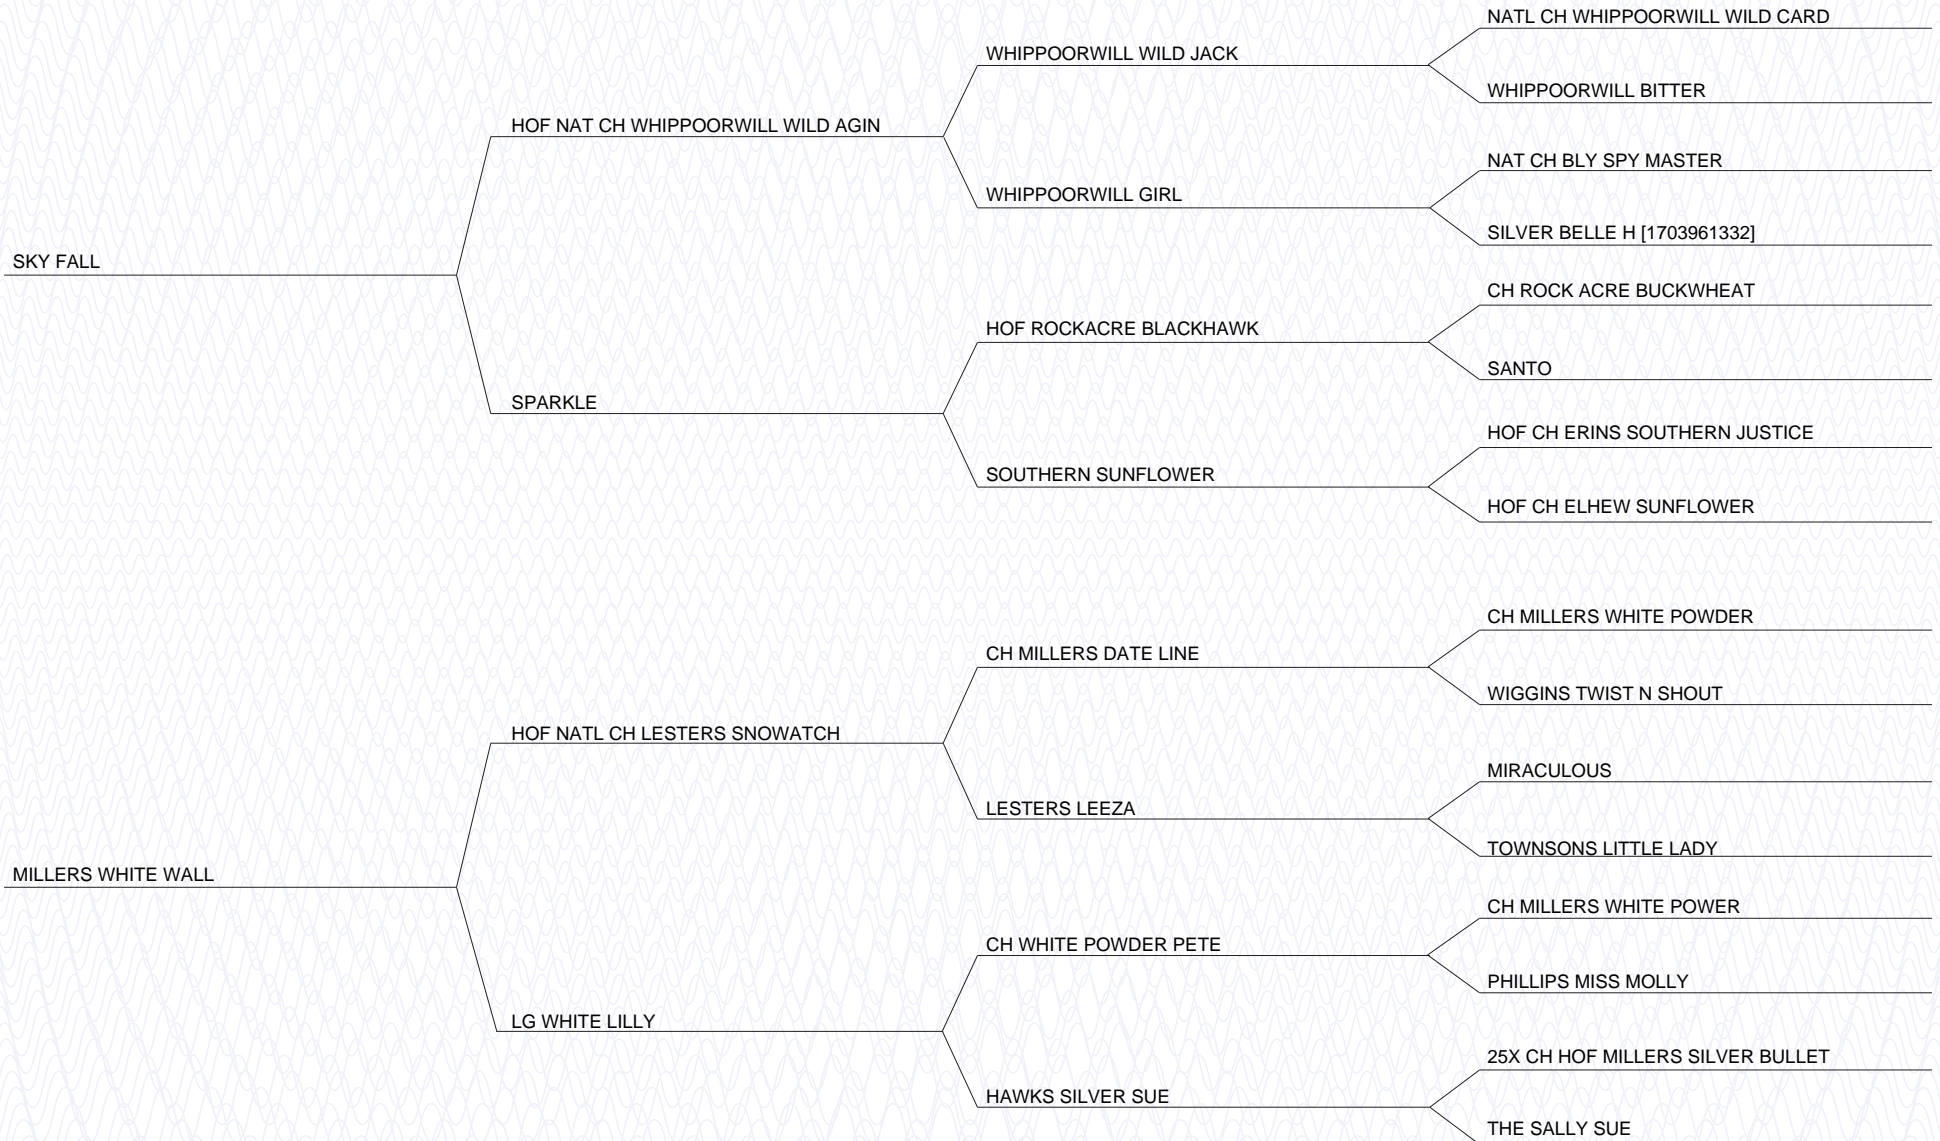 NATL CH WHIPPOORWILL WILD CARD
WHIPPOORWILL WILD JACK
WHIPPOORWILL BITTER
HOF NAT CH WHIPPOORWILL WILD AGIN
NAT CH BLY SPY MASTER
WHIPPOORWILL GIRL
SILVER BELLE H [1703961332]
SKY FALL
CH ROCK ACRE BUCKWHEAT
HOF ROCKACRE BLACKHAWK
SANTO
SPARKLE
HOF CH ERINS SOUTHERN JUSTICE
SOUTHERN SUNFLOWER
HOF CH ELHEW SUNFLOWER
CH MILLERS WHITE POWDER
CH MILLERS DATE LINE
WIGGINS TWIST N SHOUT
HOF NATL CH LESTERS SNOWATCH
MIRACULOUS
LESTERS LEEZA
TOWNSONS LITTLE LADY
MILLERS WHITE WALL
CH MILLERS WHITE POWER
CH WHITE POWDER PETE
PHILLIPS MISS MOLLY
LG WHITE LILLY
25X CH HOF MILLERS SILVER BULLET
HAWKS SILVER SUE
THE SALLY SUE